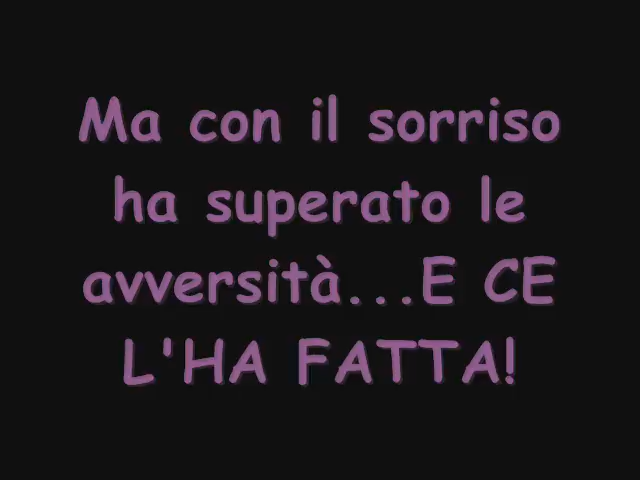 Ma con il sorriso
ha superato le
avversità...E CE
L'HA FATTA!